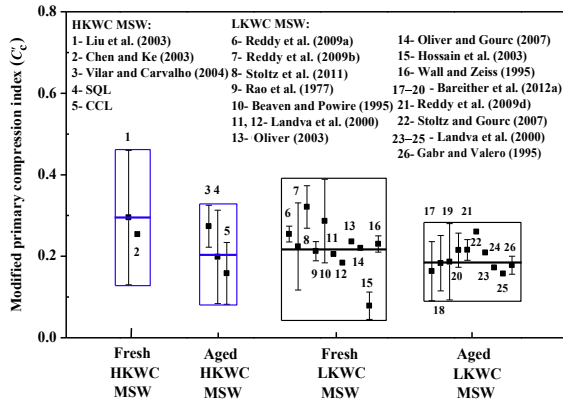 HKWC MSW:
1- Liu et al. (2003)
2- Chen and Ke (2003)
3- Vilar and Carvalho (2004)
4- SQL
5- CCL
LKWC MSW:
6- Reddy et al. (2009a)
7- Reddy et al. (2009b)
8- Stoltz et al. (2011)
9- Rao et al. (1977)
10- Beaven and Powire (1995)
11, 12- Landva et al. (2000)
13- Oliver (2003)
14- Oliver and Gourc (2007)
15- Hossain et al. (2003)
16- Wall and Zeiss (1995)
17–20 - Bareither et al. (2012a)
21- Reddy et al. (2009d)
22- Stoltz and Gourc (2007)
23–25 - Landva et al. (2000)
26- Gabr and Valero (1995)
Modified primary compression index (C′c)
0.8
0.6
0.4
0.2
0.0
1
2
3 4
5
6
7
8
9
10
11
12
13
14
15
16
17
18
19
20
21
22
23
24
25
26
Fresh
HKWC
MSW
Aged
HKWC
MSW
Fresh
LKWC
MSW
Aged
LKWC
MSW